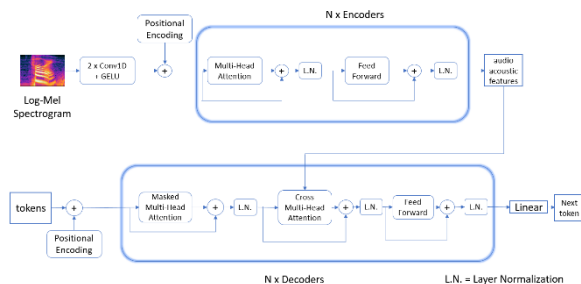 Positional
Encoding
N x Encoders
2 x Conv1D
+ GELU
+
Multi-Head
Attention
+
L.N.
Feed
Forward
+
L.N.
audio
acoustic
features
Log-Mel
Spectrogram
tokens
+
Positional
Encoding
Masked
Multi Head
Attention
+
L.N.
Cross
Multi-Head
Attention
+
L.N.
Feed
Forward
+
L.N.
Linear
Next
token
N x Decoders
L.N. = Layer Normalization